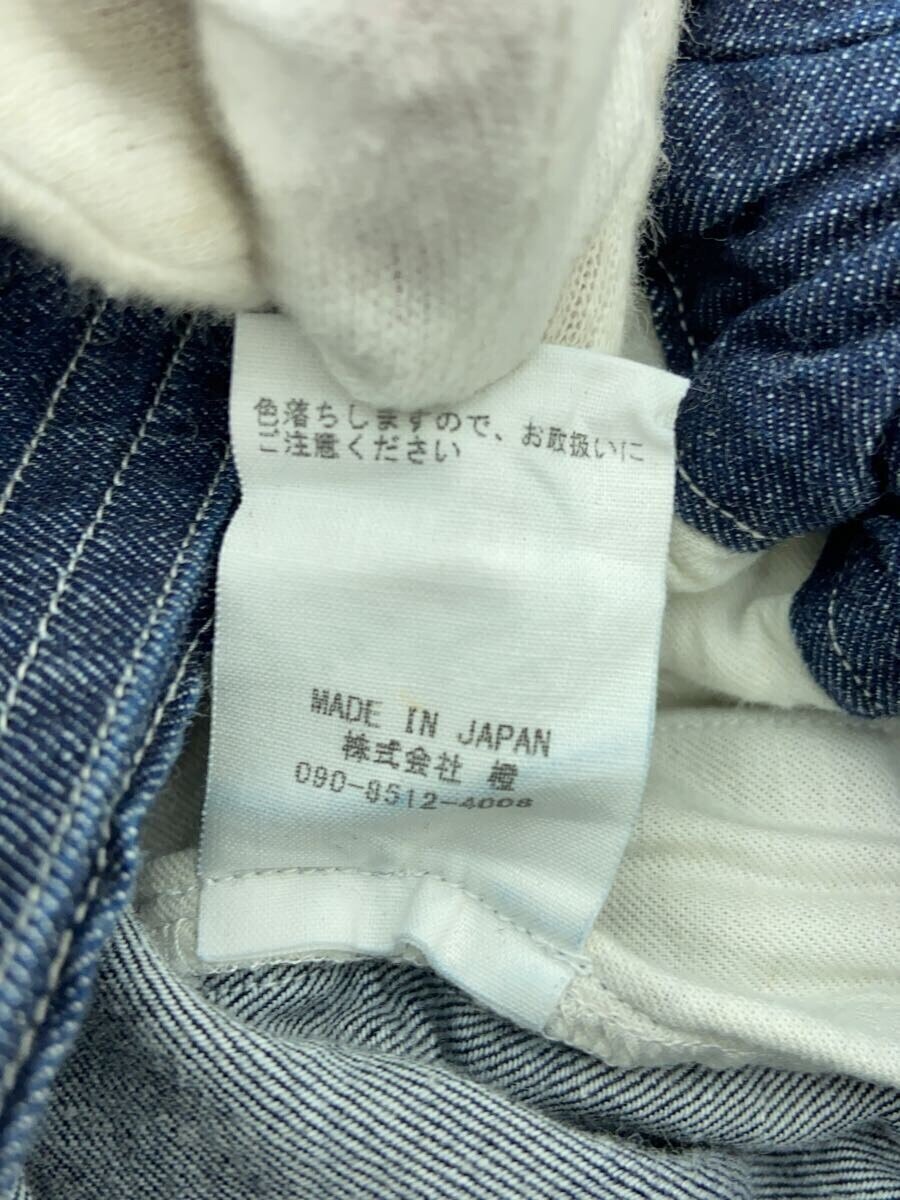 色落ちしますので、お取扱いに
ご注意ください
MADE IN JAPAN
株式会社 橙
090-8512-4008